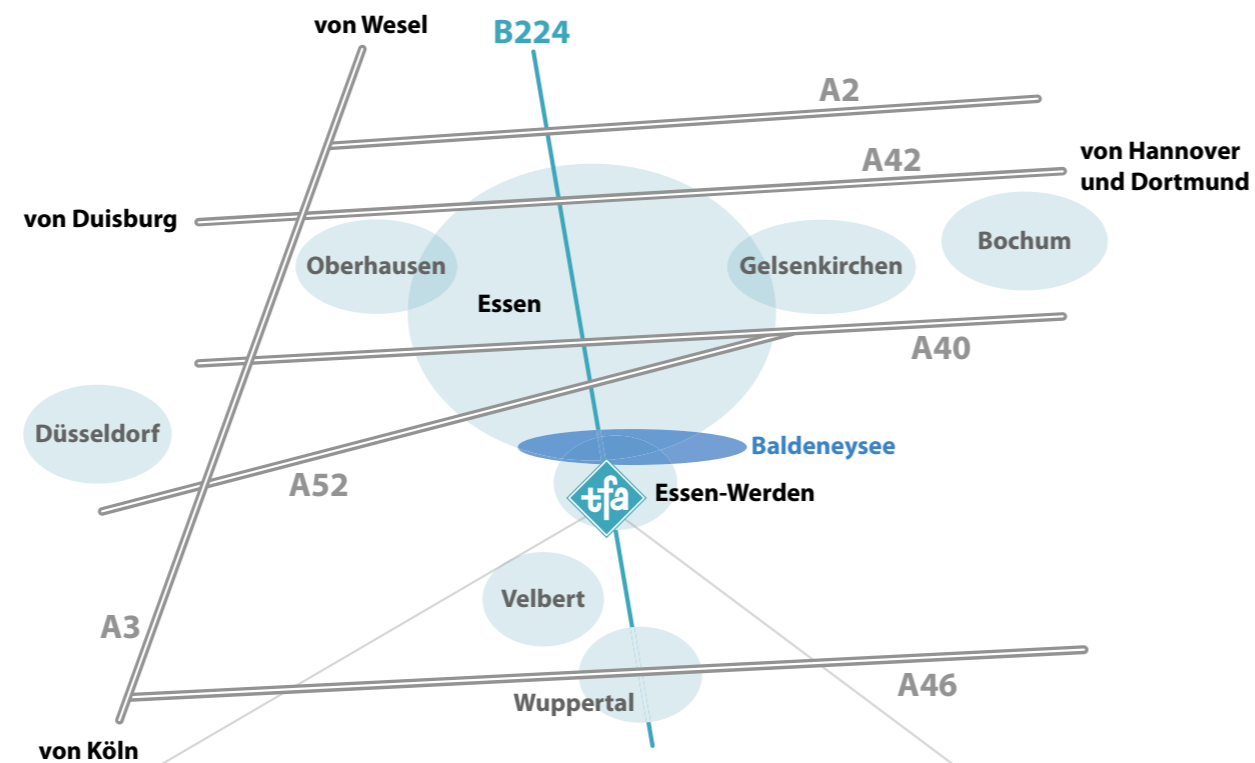 von Wesel
B224
A2
A42
von Hannover
und Dortmund
von Duisburg
Oberhausen
Gelsenkirchen
Bochum
Essen
A40
Düsseldorf
Baldeneysee
A52
tfa
Essen-Werden
Velbert
A3
A46
Wuppertal
von Köln